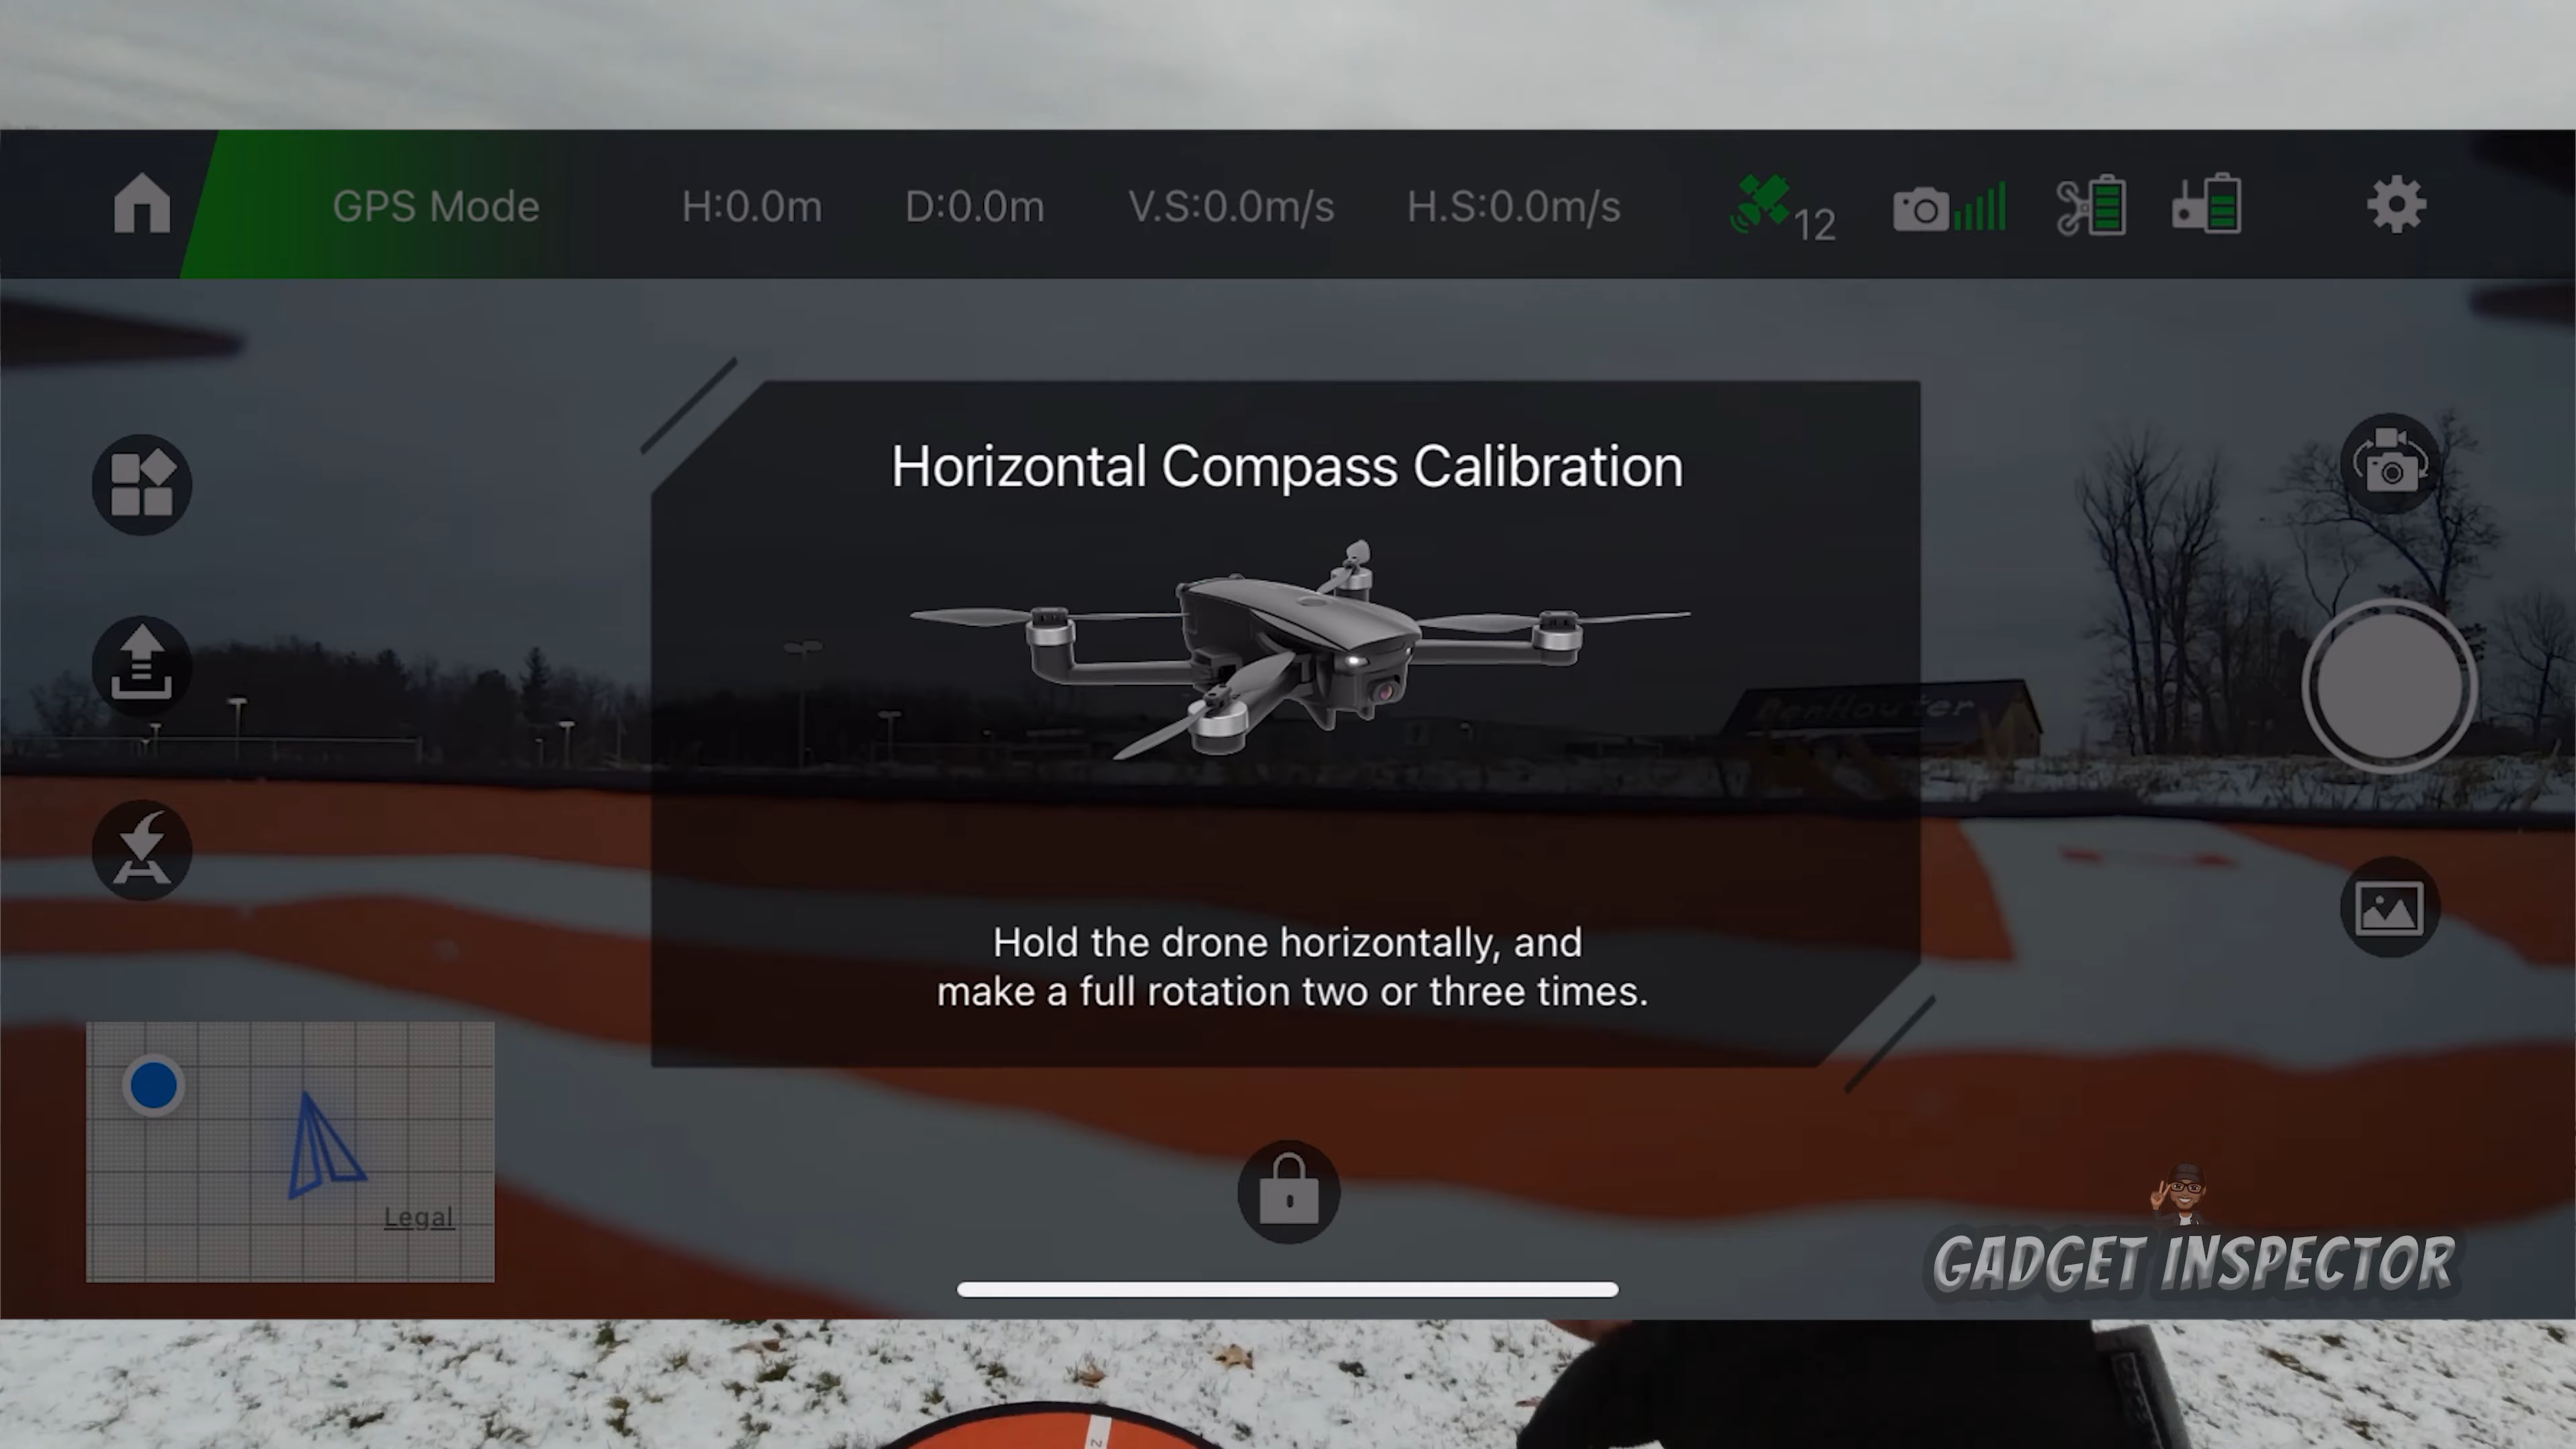 GPS Mode
H:0.0m
D:0.0m
V.S:0.0m/s
H.S:0.0m/s
12
Horizontal Compass Calibration
Hold the drone horizontally, and
make a full rotation two or three times.
Legal
GADGET INSPECTOR